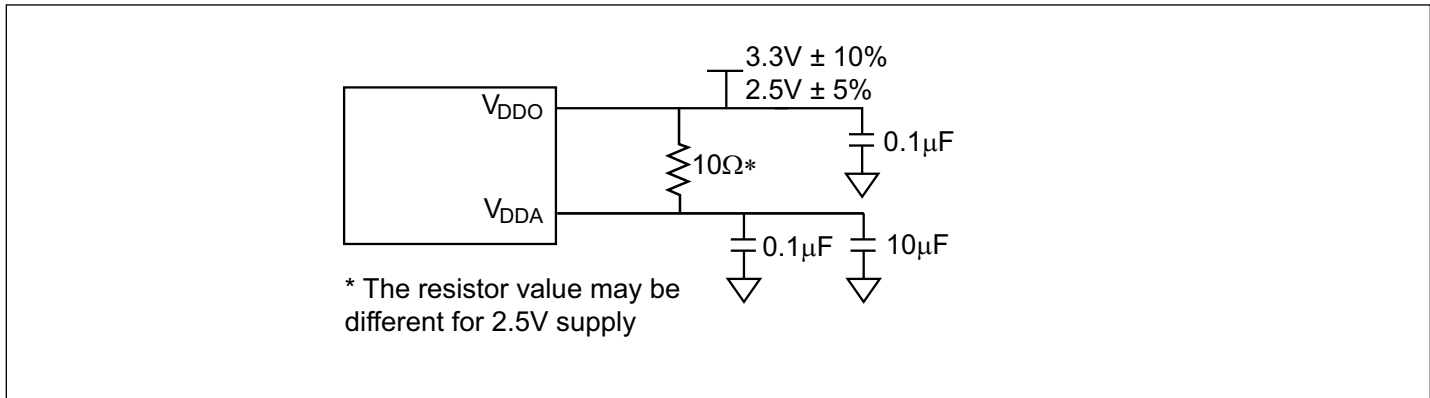 3.3V ± 10%
2.5V ± 5%
VDDO
0.1μF
10Ω*
VDDA
0.1μF
10μF
* The resistor value may be
different for 2.5V supply